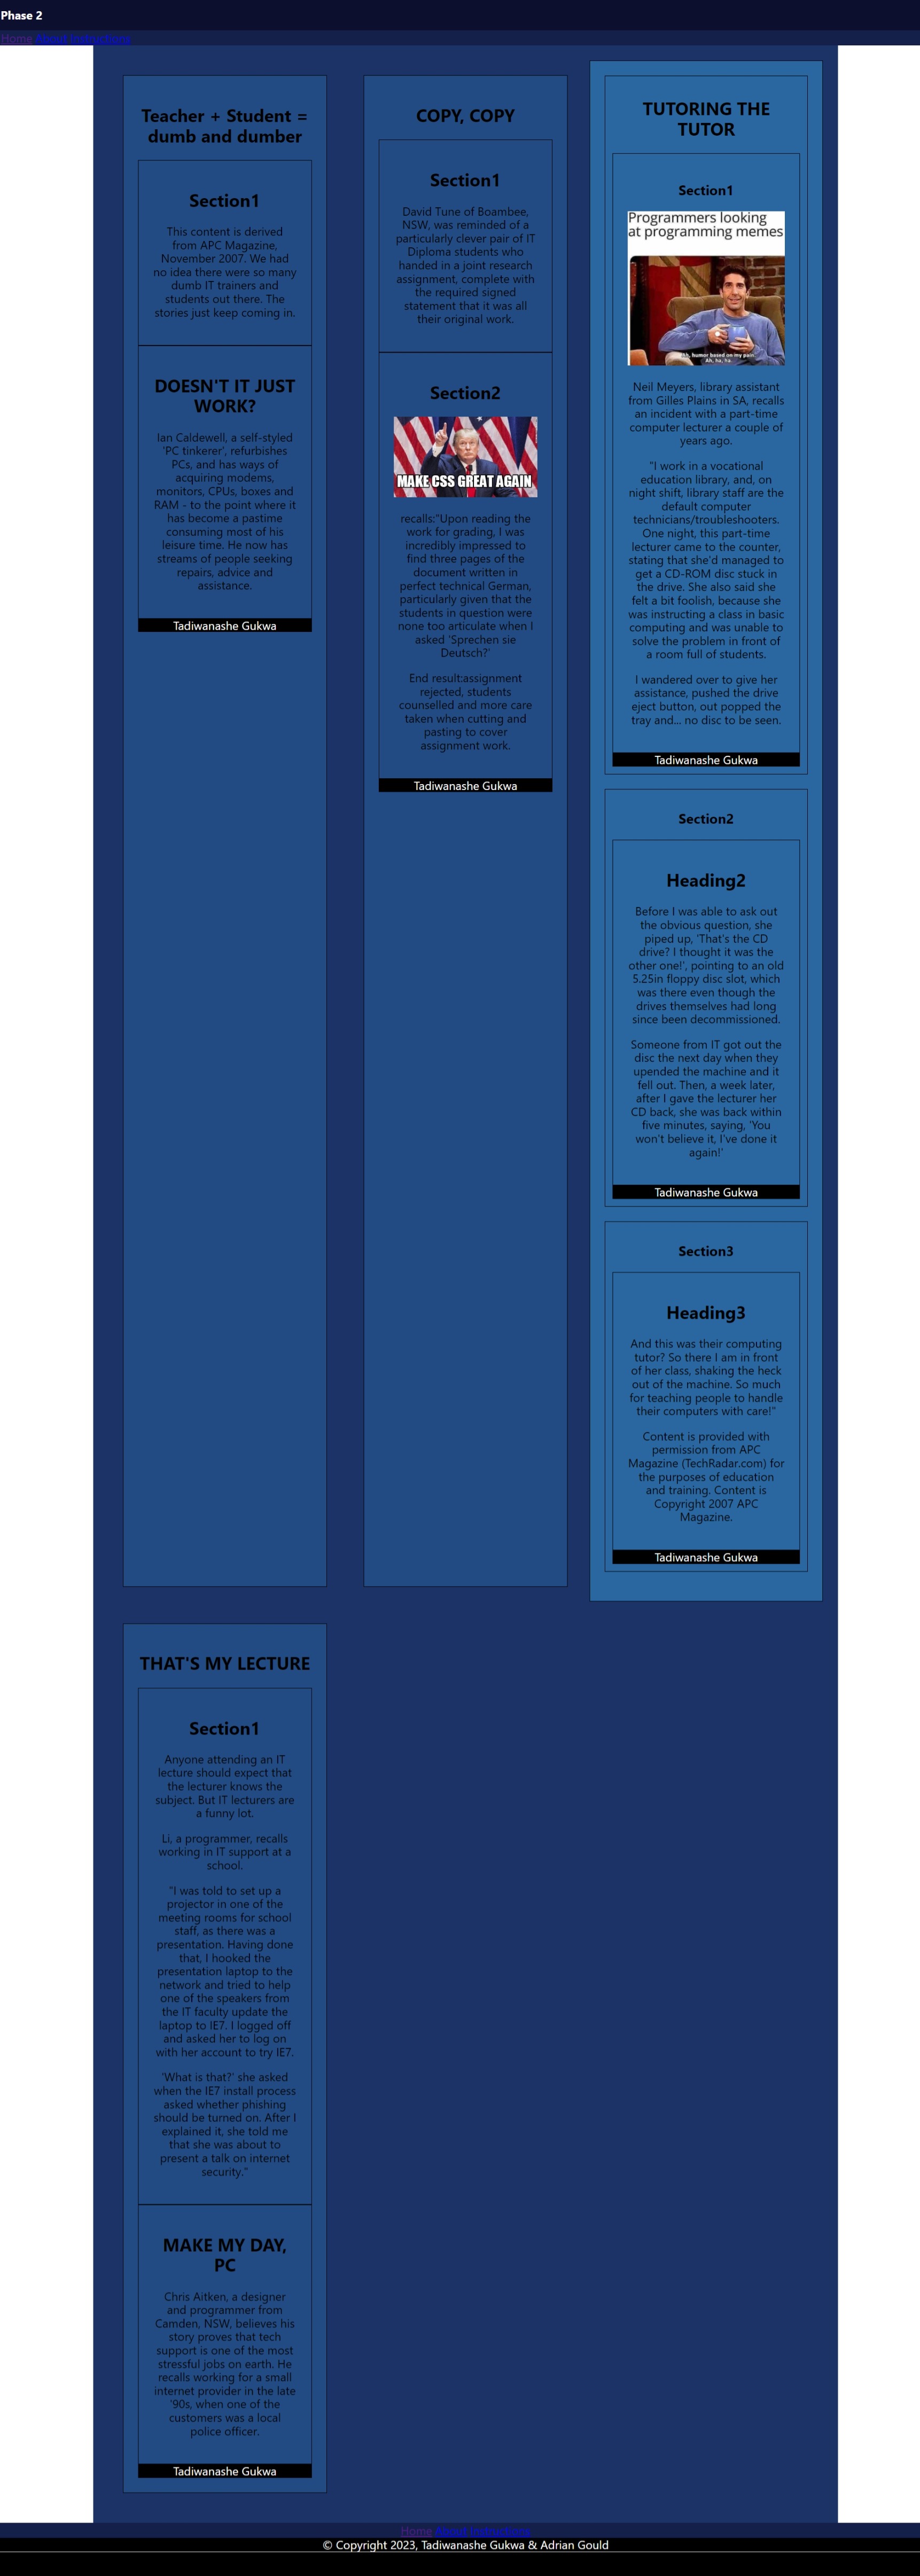 Phase 2
Home About Instructions
Teacher + Student =
dumb and dumber
Section1
This content is derived
from APC Magazine,
November 2007. We had
no idea there were so many
dumb IT trainers and
students out there. The
stories just keep coming in.
DOESN'T IT JUST
WORK?
Ian Caldwell, a self-styled
'PC tinkerer', refurbishes
PCs, and has ways of
acquiring modems,
monitors, CPUs, boxes and
RAM - to the point where it
has become a pastime
consuming most of his
leisure time. He now has
streams of people seeking
repairs, advice and
assistance.
Tadiwanashe Gukwa
COPY, COPY
Section1
David Tune of Boambee,
NSW, was reminded of a
particularly clever pair of IT
Diploma students who
handed in a joint research
assignment, complete with
the required signed
statement that it was all
their original work.
Section2
MAKE CSS GREAT AGAIN
recalls:"Upon reading the
work for grading, I was
incredibly impressed to
find three pages of the
document written in
perfect technical German,
particularly given that the
students in question were
none too articulate when I
asked 'Sprechen sie
Deutsch?'
End result:assignment
rejected, students
counselled and more care
taken when cutting and
pasting to cover
assignment work.
Tadiwanashe Gukwa
TUTORING THE
TUTOR
Section1
Programmers looking
at programming memes
humor based on my pain
Ah, ha, ha.
Neil Meyers, library assistant
from Gilles Plains in SA, recalls
an incident with a part-time
computer lecturer a couple of
years ago.
"I work in a vocational
education library, and, on
night shift, library staff are the
default computer
technicians/troubleshooters.
One night, this part-time
lecturer came to the counter,
stating that she'd managed to
get a CD-ROM disc stuck in
the drive. She also said she
felt a bit foolish, because she
was instructing a class in basic
computing and was unable to
solve the problem in front of
a room full of students.
I wandered over to give her
assistance, pushed the drive
eject button, out popped the
tray and... no disc to be seen.
Tadiwanashe Gukwa
Section2
Heading2
Before I was able to ask out
the obvious question, she
piped up, 'That's the CD
drive? I thought it was the
other one!', pointing to an old
5.25in floppy disc slot, which
was there even though the
drives themselves had long
since been decommissioned.
Someone from IT got out the
disc the next day when they
upended the machine and it
fell out. Then, a week later,
after I gave the lecturer her
CD back, she was back within
five minutes, saying, 'You
won't believe it, I've done it
again!'
Tadiwanashe Gukwa
Section3
Heading3
And this was their computing
tutor? So there I am in front
of her class, shaking the heck
out of the machine. So much
for teaching people to handle
their computers with care!"
Content is provided with
permission from APC
Magazine (TechRadar.com) for
the purposes of education
and training. Content is
Copyright 2007 APC
Magazine.
Tadiwanashe Gukwa
THAT'S MY LECTURE
Section1
Anyone attending an IT
lecture should expect that
the lecturer knows the
subject. But IT lecturers are
a funny lot.
Li, a programmer, recalls
working in IT support at a
school.
"I was told to set up a
projector in one of the
meeting rooms for school
staff, as there was a
presentation. Having done
that, I hooked the
presentation laptop to the
network and tried to help
one of the speakers from
the IT faculty update the
laptop to IE7. I logged off
and asked her to log on
with her account to try IE7.
'What is that?' she asked
when the IE7 install process
asked whether phishing
should be turned on. After I
explained it, she told me
that she was about to
present a talk on internet
security."
MAKE MY DAY,
PC
Chris Aitken, a designer
and programmer from
Camden, NSW, believes his
story proves that tech
support is one of the most
stressful jobs on earth. He
recalls working for a small
internet provider in the late
'90s, when one of the
customers was a local
police officer.
Tadiwanashe Gukwa
Home About Instructions
© Copyright 2023, Tadiwanashe Gukwa & Adrian Gould